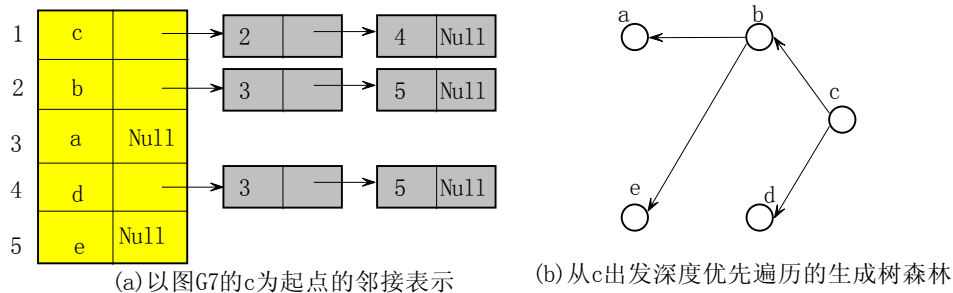 1 c 2 4 Null
2 b 3 5 Null
3 a Null
4 d 3 5 Null
5 e Null
(a)以图G7的c为起点的邻接表示
a b
c
e d
(b)从c出发深度优先遍历的生成树森林